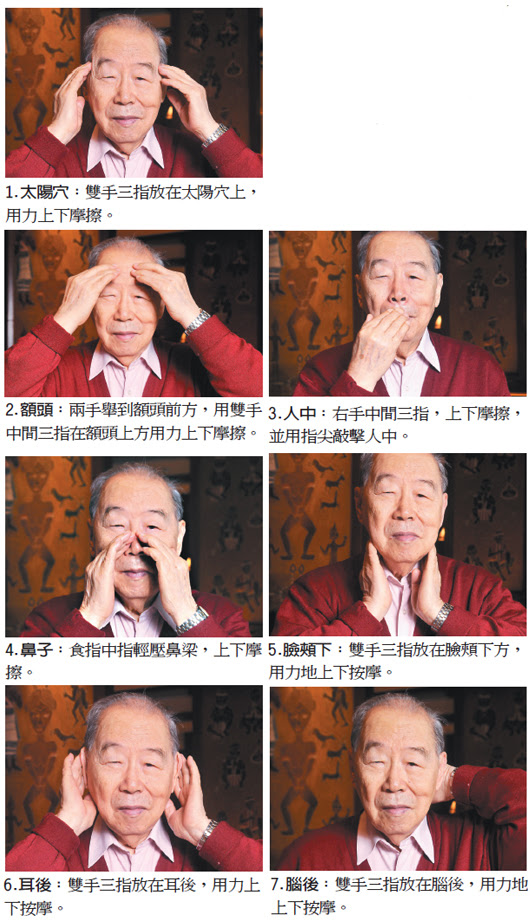 1.太陽穴：雙手三指放在太陽穴上，
用力上下摩擦。
2.額頭：兩手舉到額頭前方，用雙手
中間三指在額頭上方用力上下摩擦。
3.人中：右手中間三指，上下摩擦，
並用指尖敲擊人中。
4.鼻子：食指中指輕壓鼻梁，上下摩
擦。
5.臉頰下：雙手三指放在臉頰下方，
用力地上下按摩。
6.耳後：雙手三指放在耳後，用力上
下按摩。
7.腦後：雙手三指放在腦後，用力地
上下按摩。